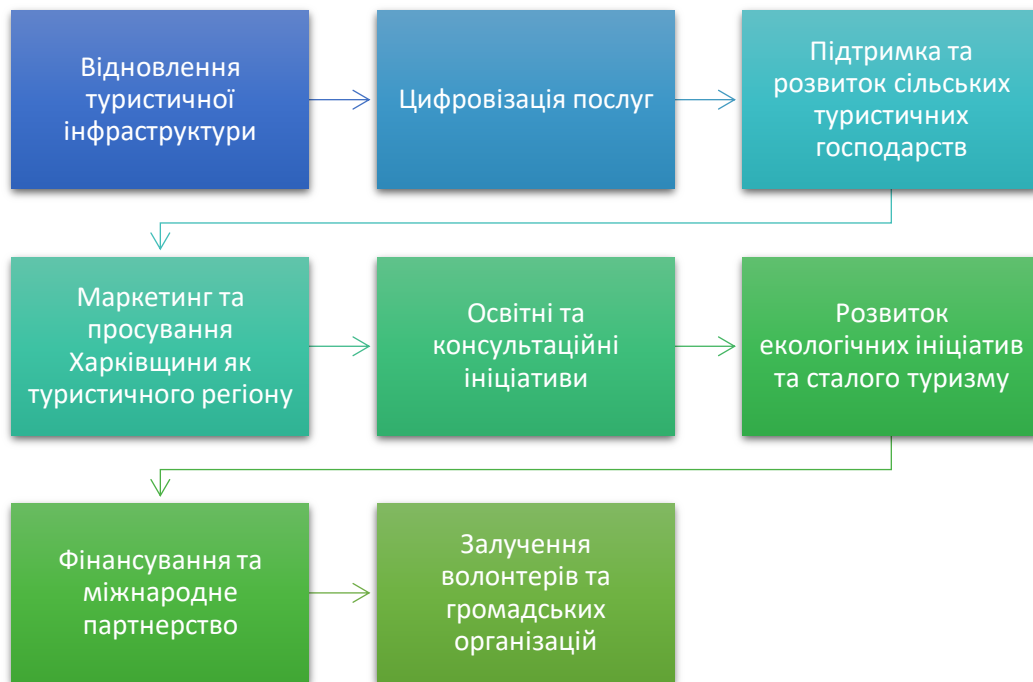 Відновлення
туристичної
інфраструктури
Цифровізація послуг
Підтримка та
розвиток сільських
туристичних
господарств
Маркетинг та
просування
Харківщини як
туристичного регіону
Освітні та
консультаційні
ініціативи
Розвиток
екологічних ініціатив
та сталого туризму
Фінансування та
міжнародне
партнерство
Залучення
волонтерів та
громадських
організацій